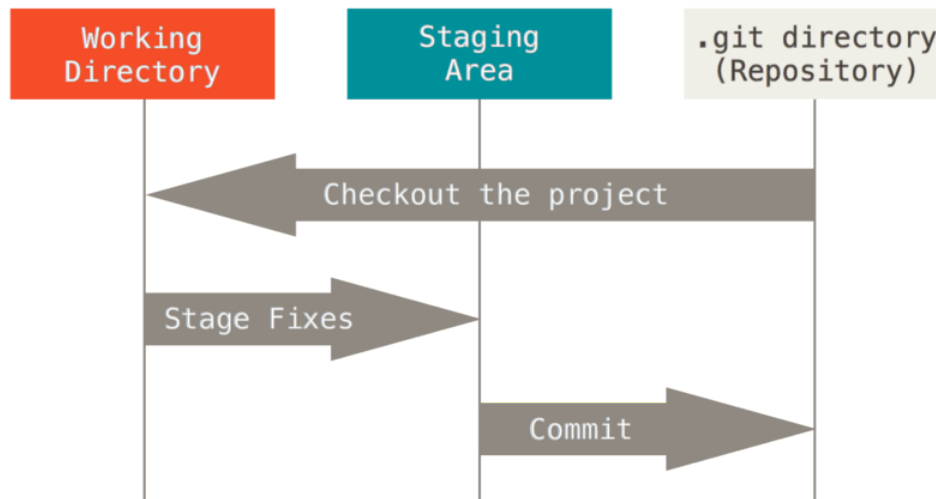 Working
Directory
Staging
Area
.git directory
(Repository)
Checkout the project
Stage Fixes
Commit